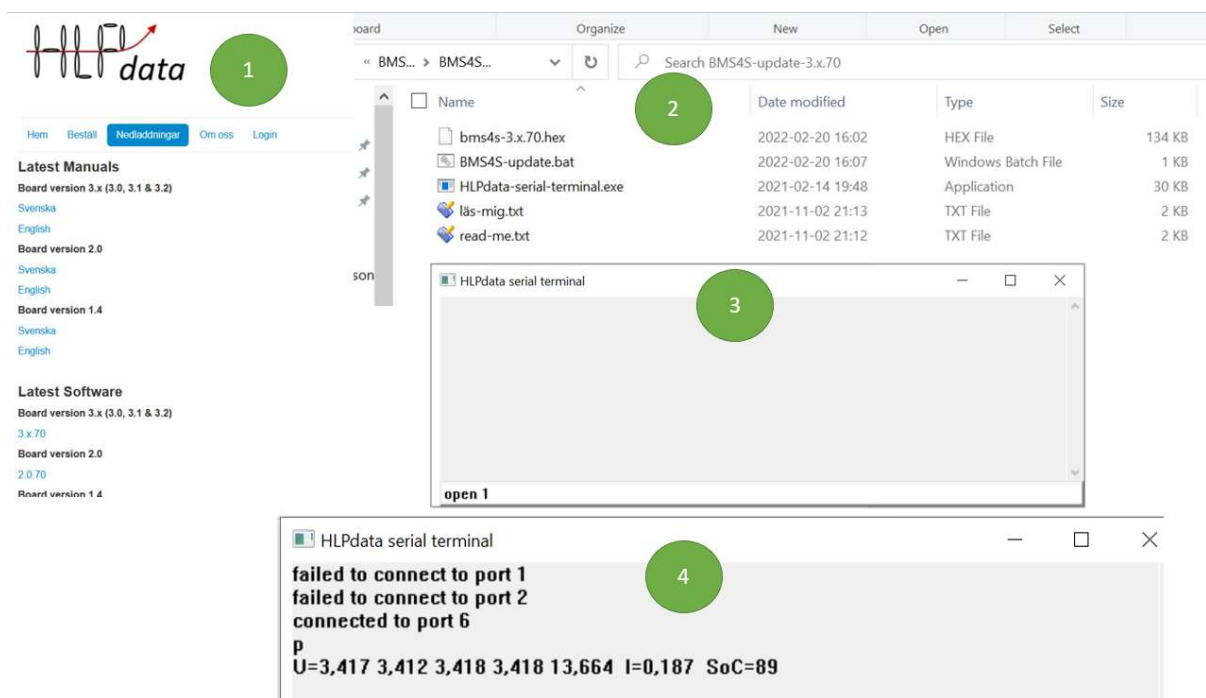 HLPdata
1
Hem Beställ Nedladdningar Om oss Login
Latest Manuals
Board version 3.x (3.0, 3.1 & 3.2)
Svenska
English
Board version 2.0
Svenska
English
Board version 1.4
Svenska
English
Latest Software
Board version 3.x (3.0, 3.1 & 3.2)
3.x.70
Board version 2.0
2.0.70
Board version 1.4
Organize New Open Select
« BMS... > BMS4S... Search BMS4S-update-3.x.70
2
Name Date modified Type Size
bms4s-3.x.70.hex 2022-02-20 16:02 HEX File 134 KB
BMS4S-update.bat 2022-02-20 16:07 Windows Batch File 1 KB
HLPdata-serial-terminal.exe 2021-02-14 19:48 Application 30 KB
läs-mig.txt 2021-11-02 21:13 TXT File 2 KB
read-me.txt 2021-11-02 21:12 TXT File 2 KB
son
HLPdata serial terminal
3
open 1
HLPdata serial terminal
4
failed to connect to port 1
failed to connect to port 2
connected to port 6
p
U=3,417 3,412 3,418 3,418 13,664 I=0,187 SoC=89